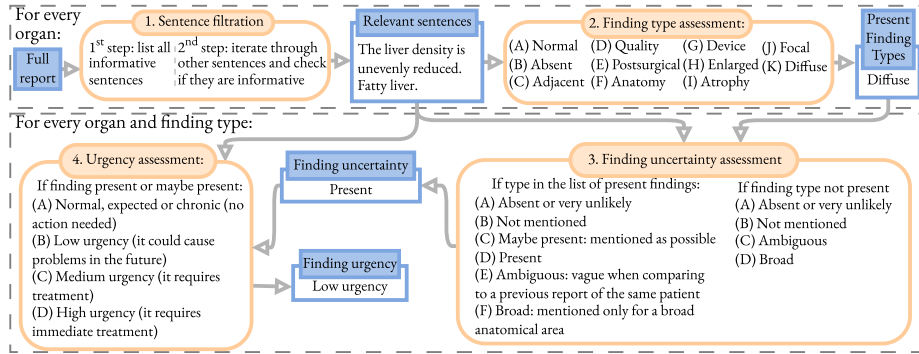 For every
organ:
Full
report
1. Sentence filtration
1st step: list all
informative
sentences
2nd step: iterate through
other sentences and check
if they are informative
Relevant sentences
The liver density is
unevenly reduced.
Fatty liver.
2. Finding type assessment:
(A) Normal
(B) Absent
(C) Adjacent
(D) Quality
(E) Postsurgical
(F) Anatomy
(G) Device
(H) Enlarged
(I) Atrophy
(J) Focal
(K) Diffuse
Present
Finding
Types
Diffuse
For every organ and finding type:
4. Urgency assessment:
If finding present or maybe present:
(A) Normal, expected or chronic (no
action needed)
(B) Low urgency (it could cause
problems in the future)
(C) Medium urgency (it requires
treatment)
(D) High urgency (it requires
immediate treatment)
Finding uncertainty
Present
Finding urgency
Low urgency
3. Finding uncertainty assessment
If type in the list of present findings:
(A) Absent or very unlikely
(B) Not mentioned
(C) Maybe present: mentioned as possible
(D) Present
(E) Ambiguous: vague when comparing
to a previous report of the same patient
(F) Broad: mentioned only for a broad
anatomical area
If finding type not present
(A) Absent or very unlikely
(B) Not mentioned
(C) Ambiguous
(D) Broad